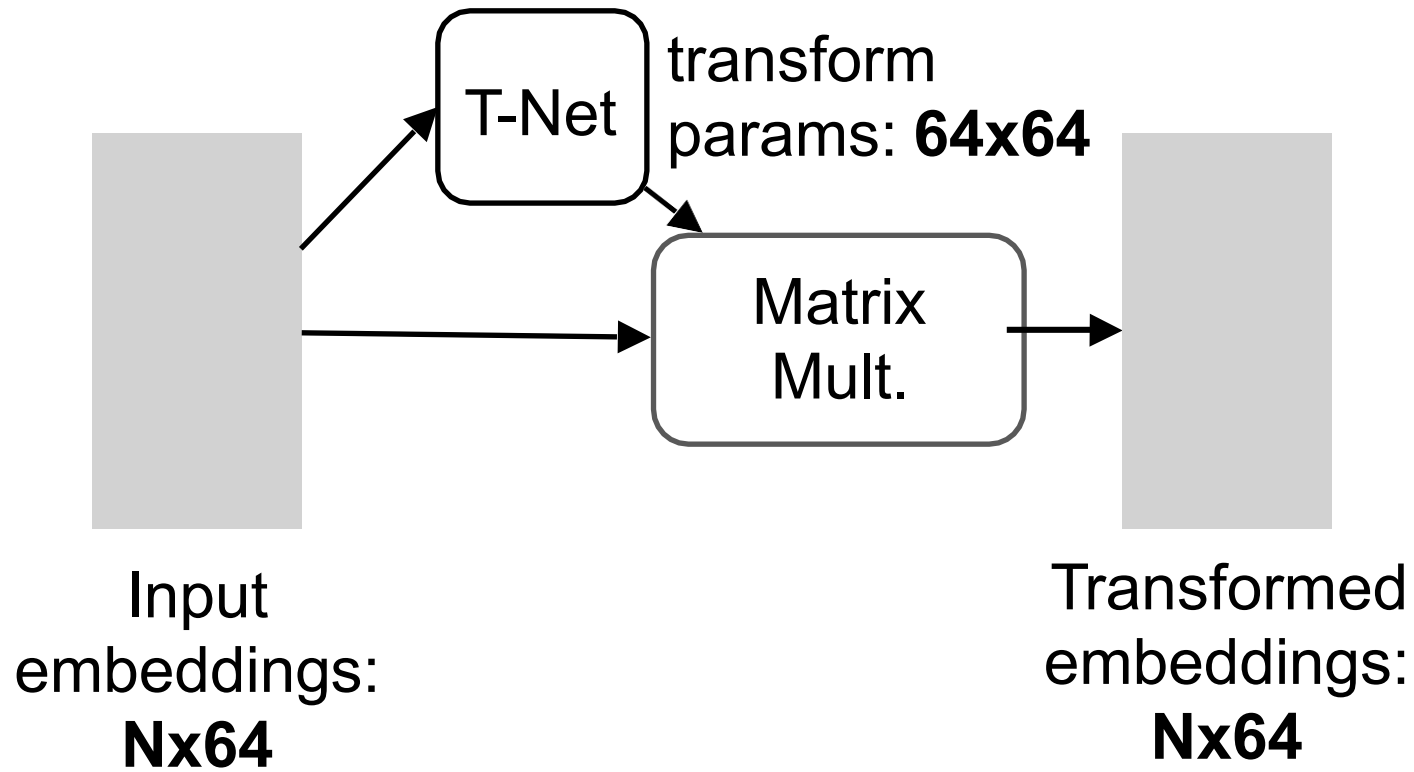 T-Net
transform
params: 64x64
Matrix
Mult.
Input
embeddings:
Nx64
Transformed
embeddings:
Nx64